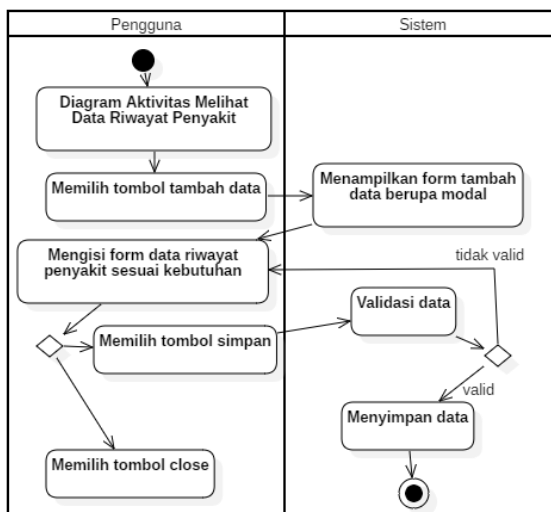 Pengguna
Sistem
Diagram Aktivitas Melihat
Data Riwayat Penyakit
Memilih tombol tambah data
Menampilkan form tambah
data berupa modal
Mengisi form data riwayat
penyakit sesuai kebutuhan
tidak valid
Validasi data
Memilih tombol simpan
valid
Menyimpan data
Memilih tombol close